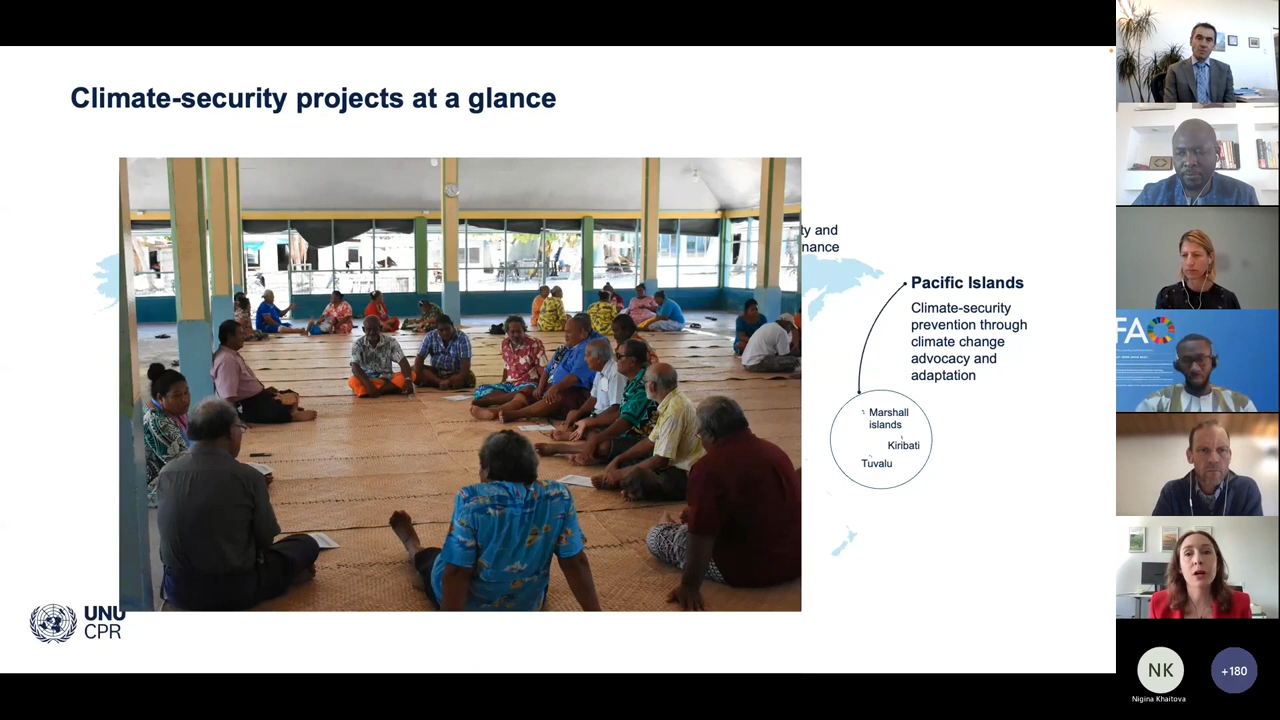 Climate-security projects at a glance
ty and
nance
Pacific Islands
Climate-security
prevention through
climate change
advocacy and
adaptation
Marshall
islands
Kiribati
Tuvalu
UNU
CPR
FAO
NK
Nigina Khaitova
+180